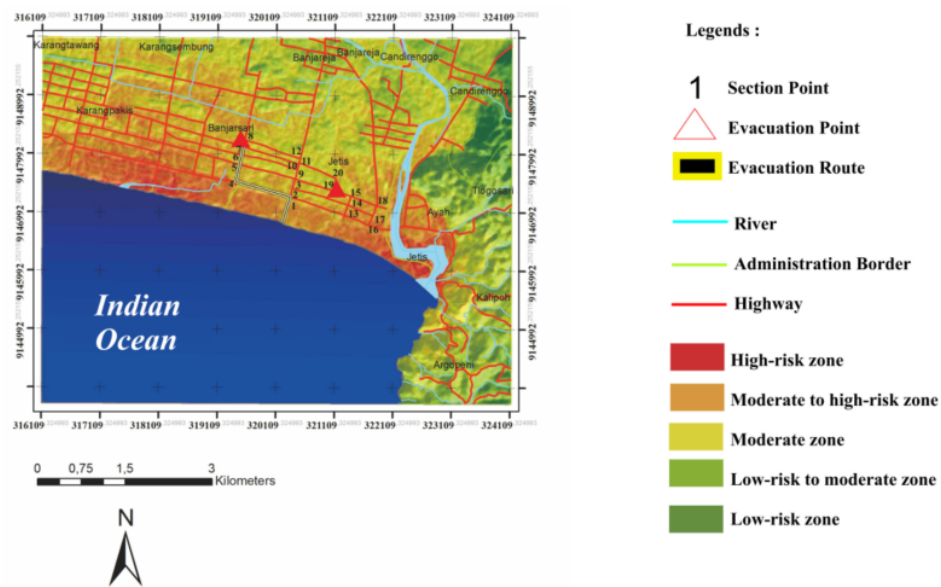 316109 317109 318109 319109 320109 321109 322109 323109 324109
Karangtawang
Karangsembung
Banjareja
Banjareja
Candirenggo
Candirenggo
9148992
Karangpakis
Banjarsari
8
12
9147992
6
5
10
11
Jetis
9
20
Tlogosari
4
3
19
15
2
14
18
9146992
1
13
17
Ayah
16
Jetis
9145992
Kalipoh
Indian
Ocean
9144992
Argopeni
316109 317109 318109 319109 320109 321109 322109 323109 324109
0 0,75 1,5 3
Kilometers
N
Legends :
1 Section Point
Evacuation Point
Evacuation Route
River
Administration Border
Highway
High-risk zone
Moderate to high-risk zone
Moderate zone
Low-risk to moderate zone
Low-risk zone